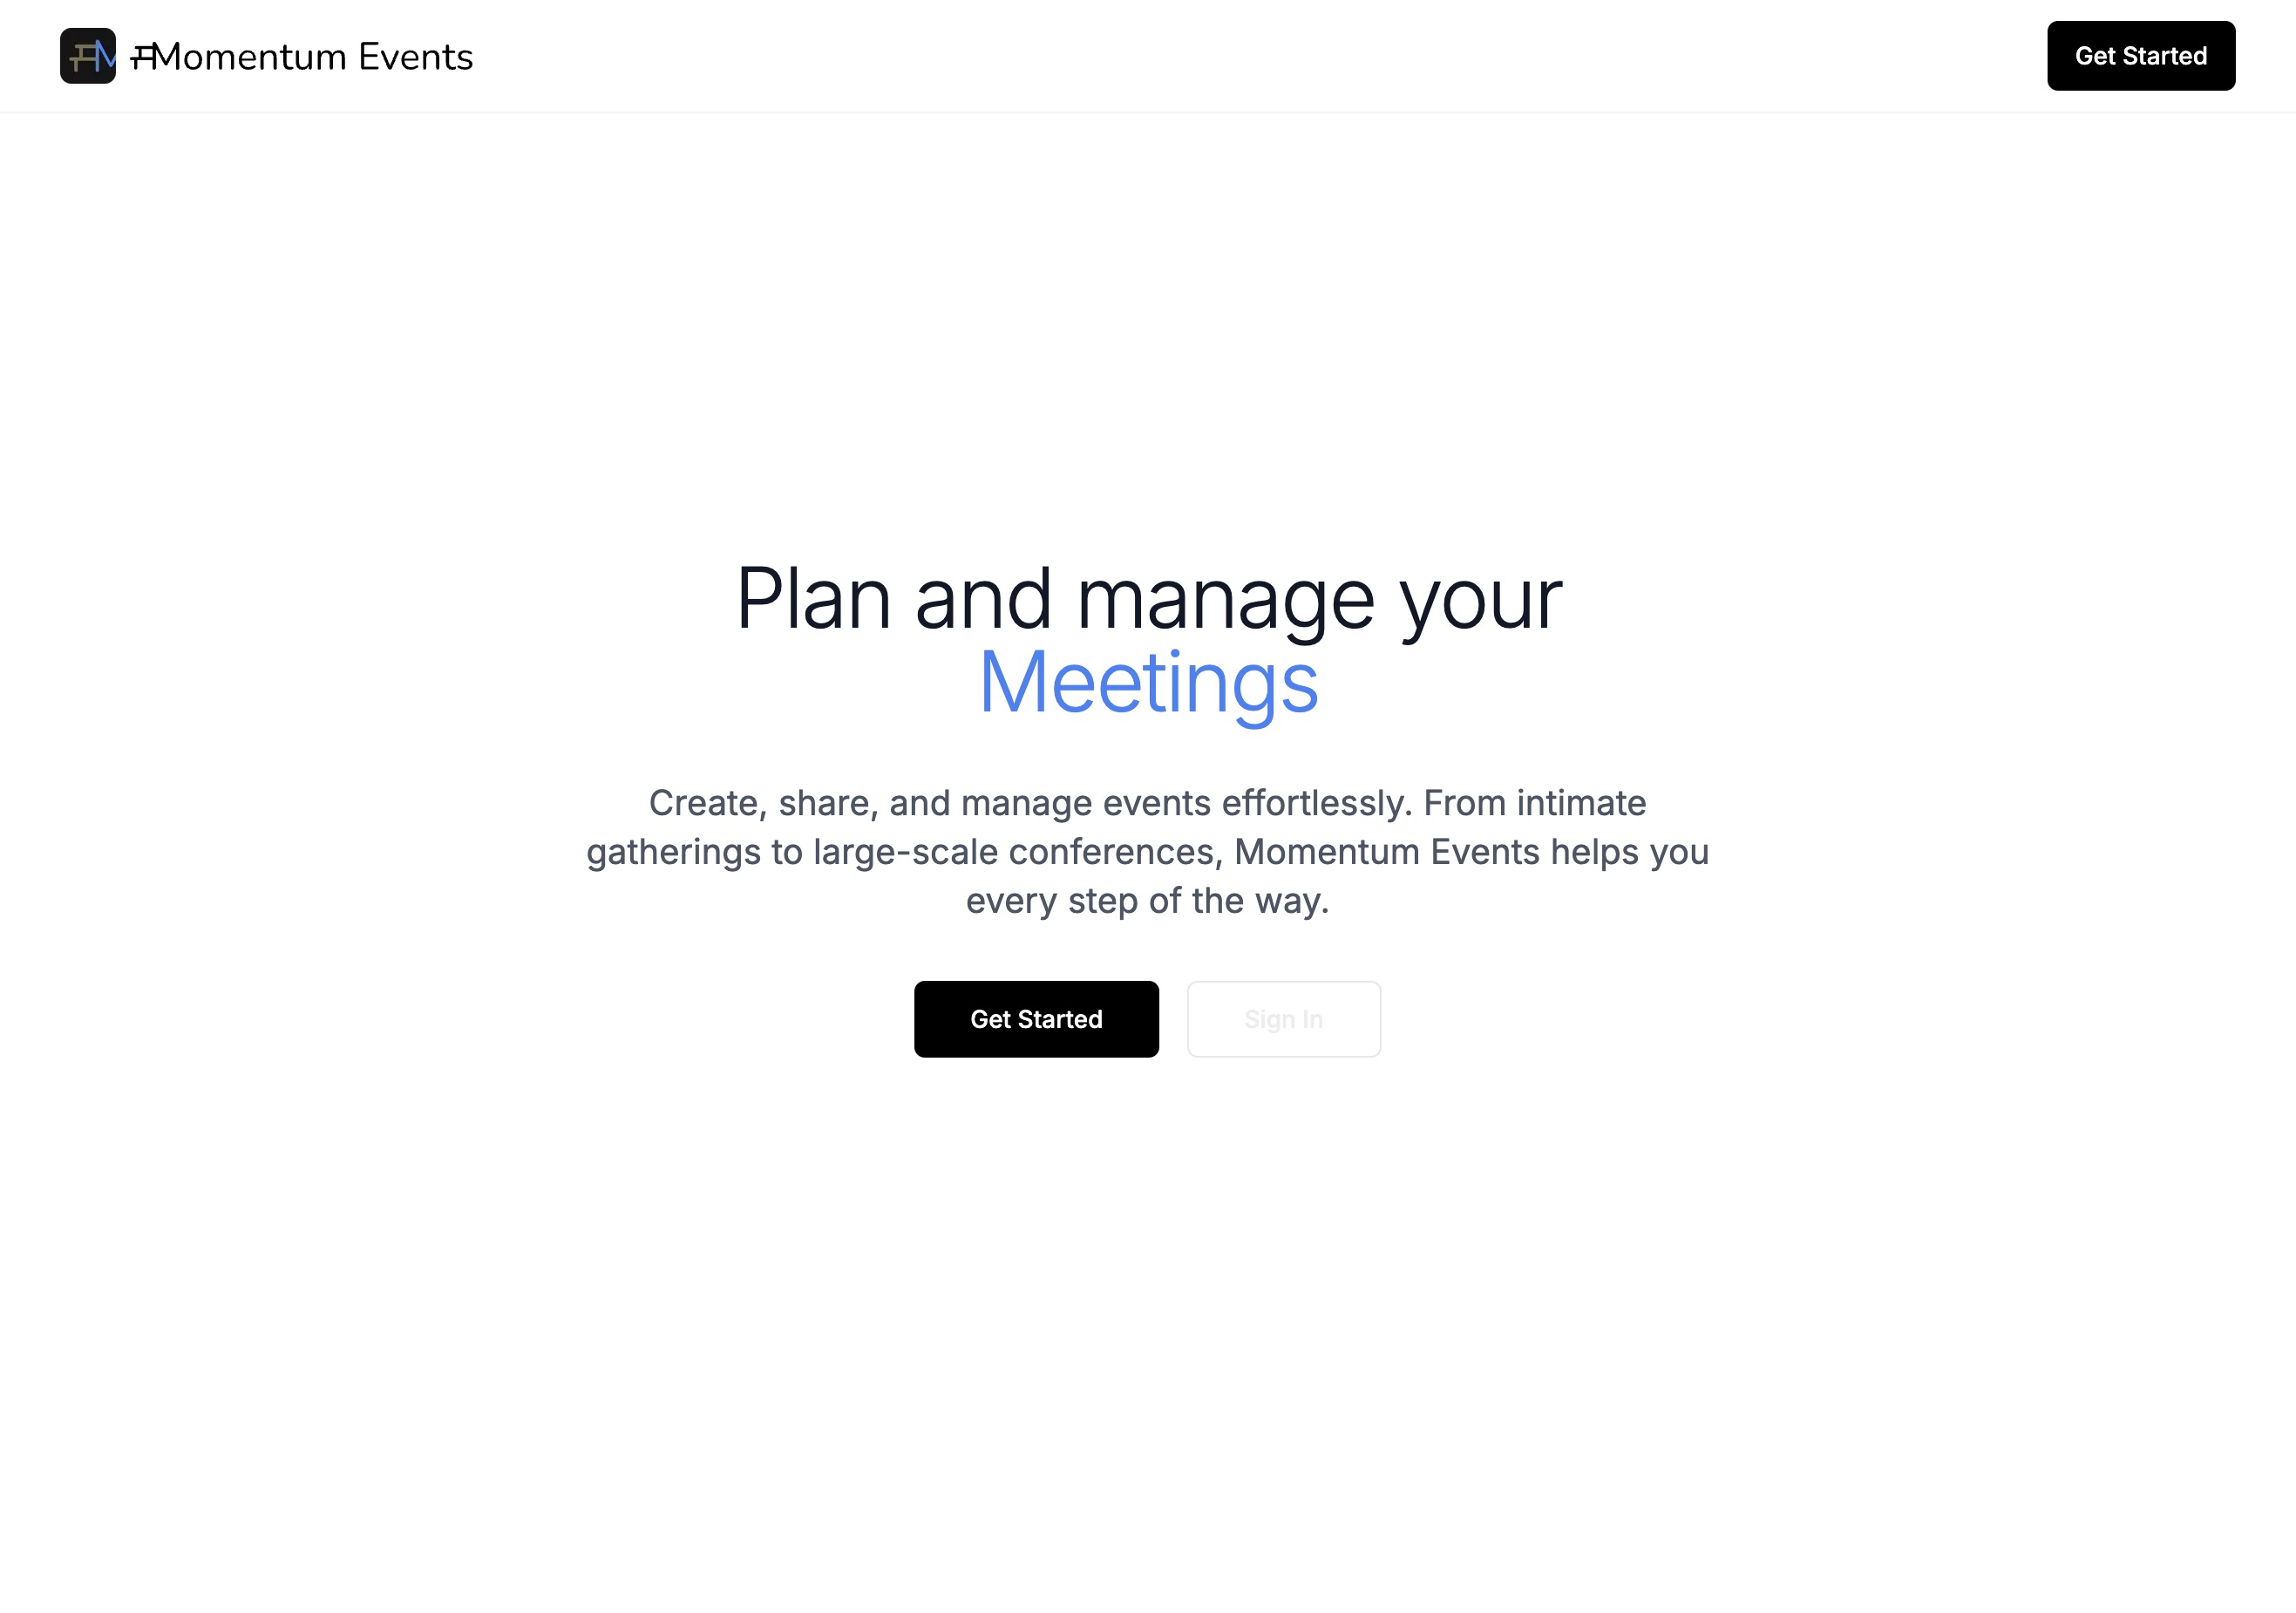 Momentum Events
Get Started
Plan and manage your
Meetings
Create, share, and manage events effortlessly. From intimate
gatherings to large-scale conferences, Momentum Events helps you
every step of the way.
Get Started
Sign In